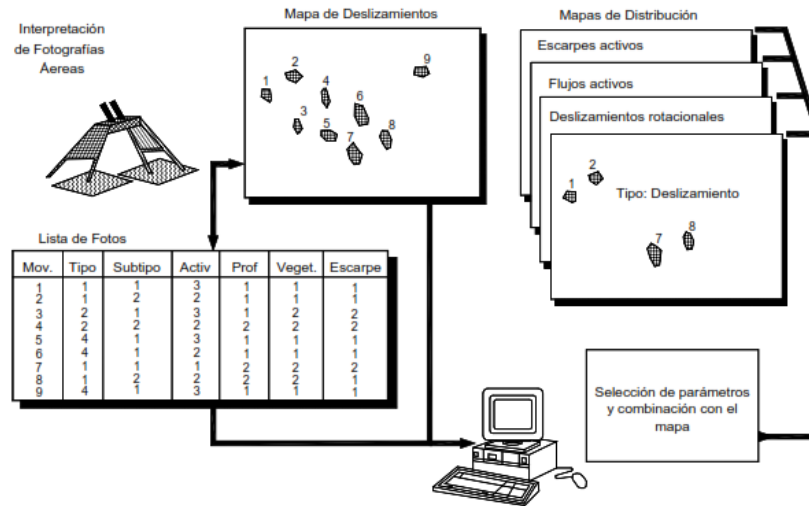 Interpretación
de Fotografías
Áereas
Mapa de Deslizamientos
1
2
3
4
5
6
7
8
9
Mapas de Distribución
Escarpes activos
Flujos activos
Deslizamientos rotacionales
Tipo: Deslizamiento
1
2
7
8
Lista de Fotos
Mov. Tipo Subtipo Activ Prof Veget. Escarpe
1 1 1 3 1 1 1
2 1 2 2 1 1 1
3 2 1 3 1 2 2
4 2 2 2 2 2 2
5 4 1 3 1 1 1
6 4 1 2 1 1 1
7 1 1 1 2 2 2
8 1 2 2 2 2 1
9 4 1 3 1 1 1
Selección de parámetros
y combinación con el
mapa